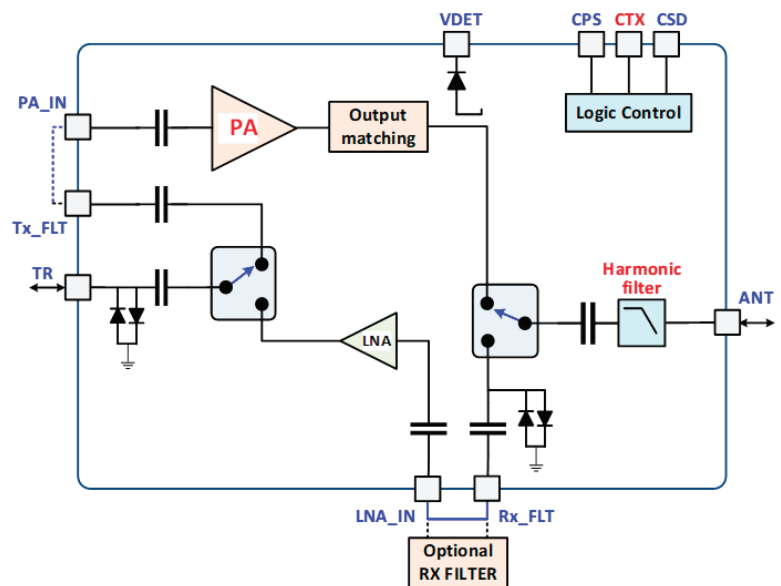 VDET
CPS CTX CSD
PA_IN
PA
Output
matching
Logic Control
Tx_FLT
TR
Harmonic
filter
ANT
LNA
LNA_IN
Rx_FLT
Optional
RX FILTER